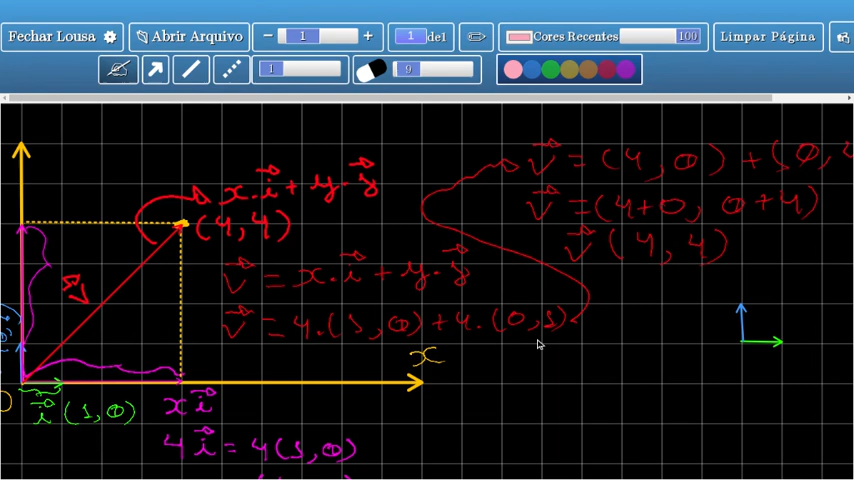 Fechar Lousa
Abrir Arquivo
− 1 +
1 de1
Cores Recentes 100
Limpar Página
1
9
x.i⃗ + y.j⃗
(4,4)
v⃗ = x.i⃗ + y.j⃗
v⃗ = 4.(1,0)+4.(0,1)
v⃗ = (4,0)+(0,4
v⃗ = (4+0, 0+4)
v⃗ (4,4)
v⃗
x
i⃗ (1,0)
x i⃗
4 i⃗ = 4(1,0)